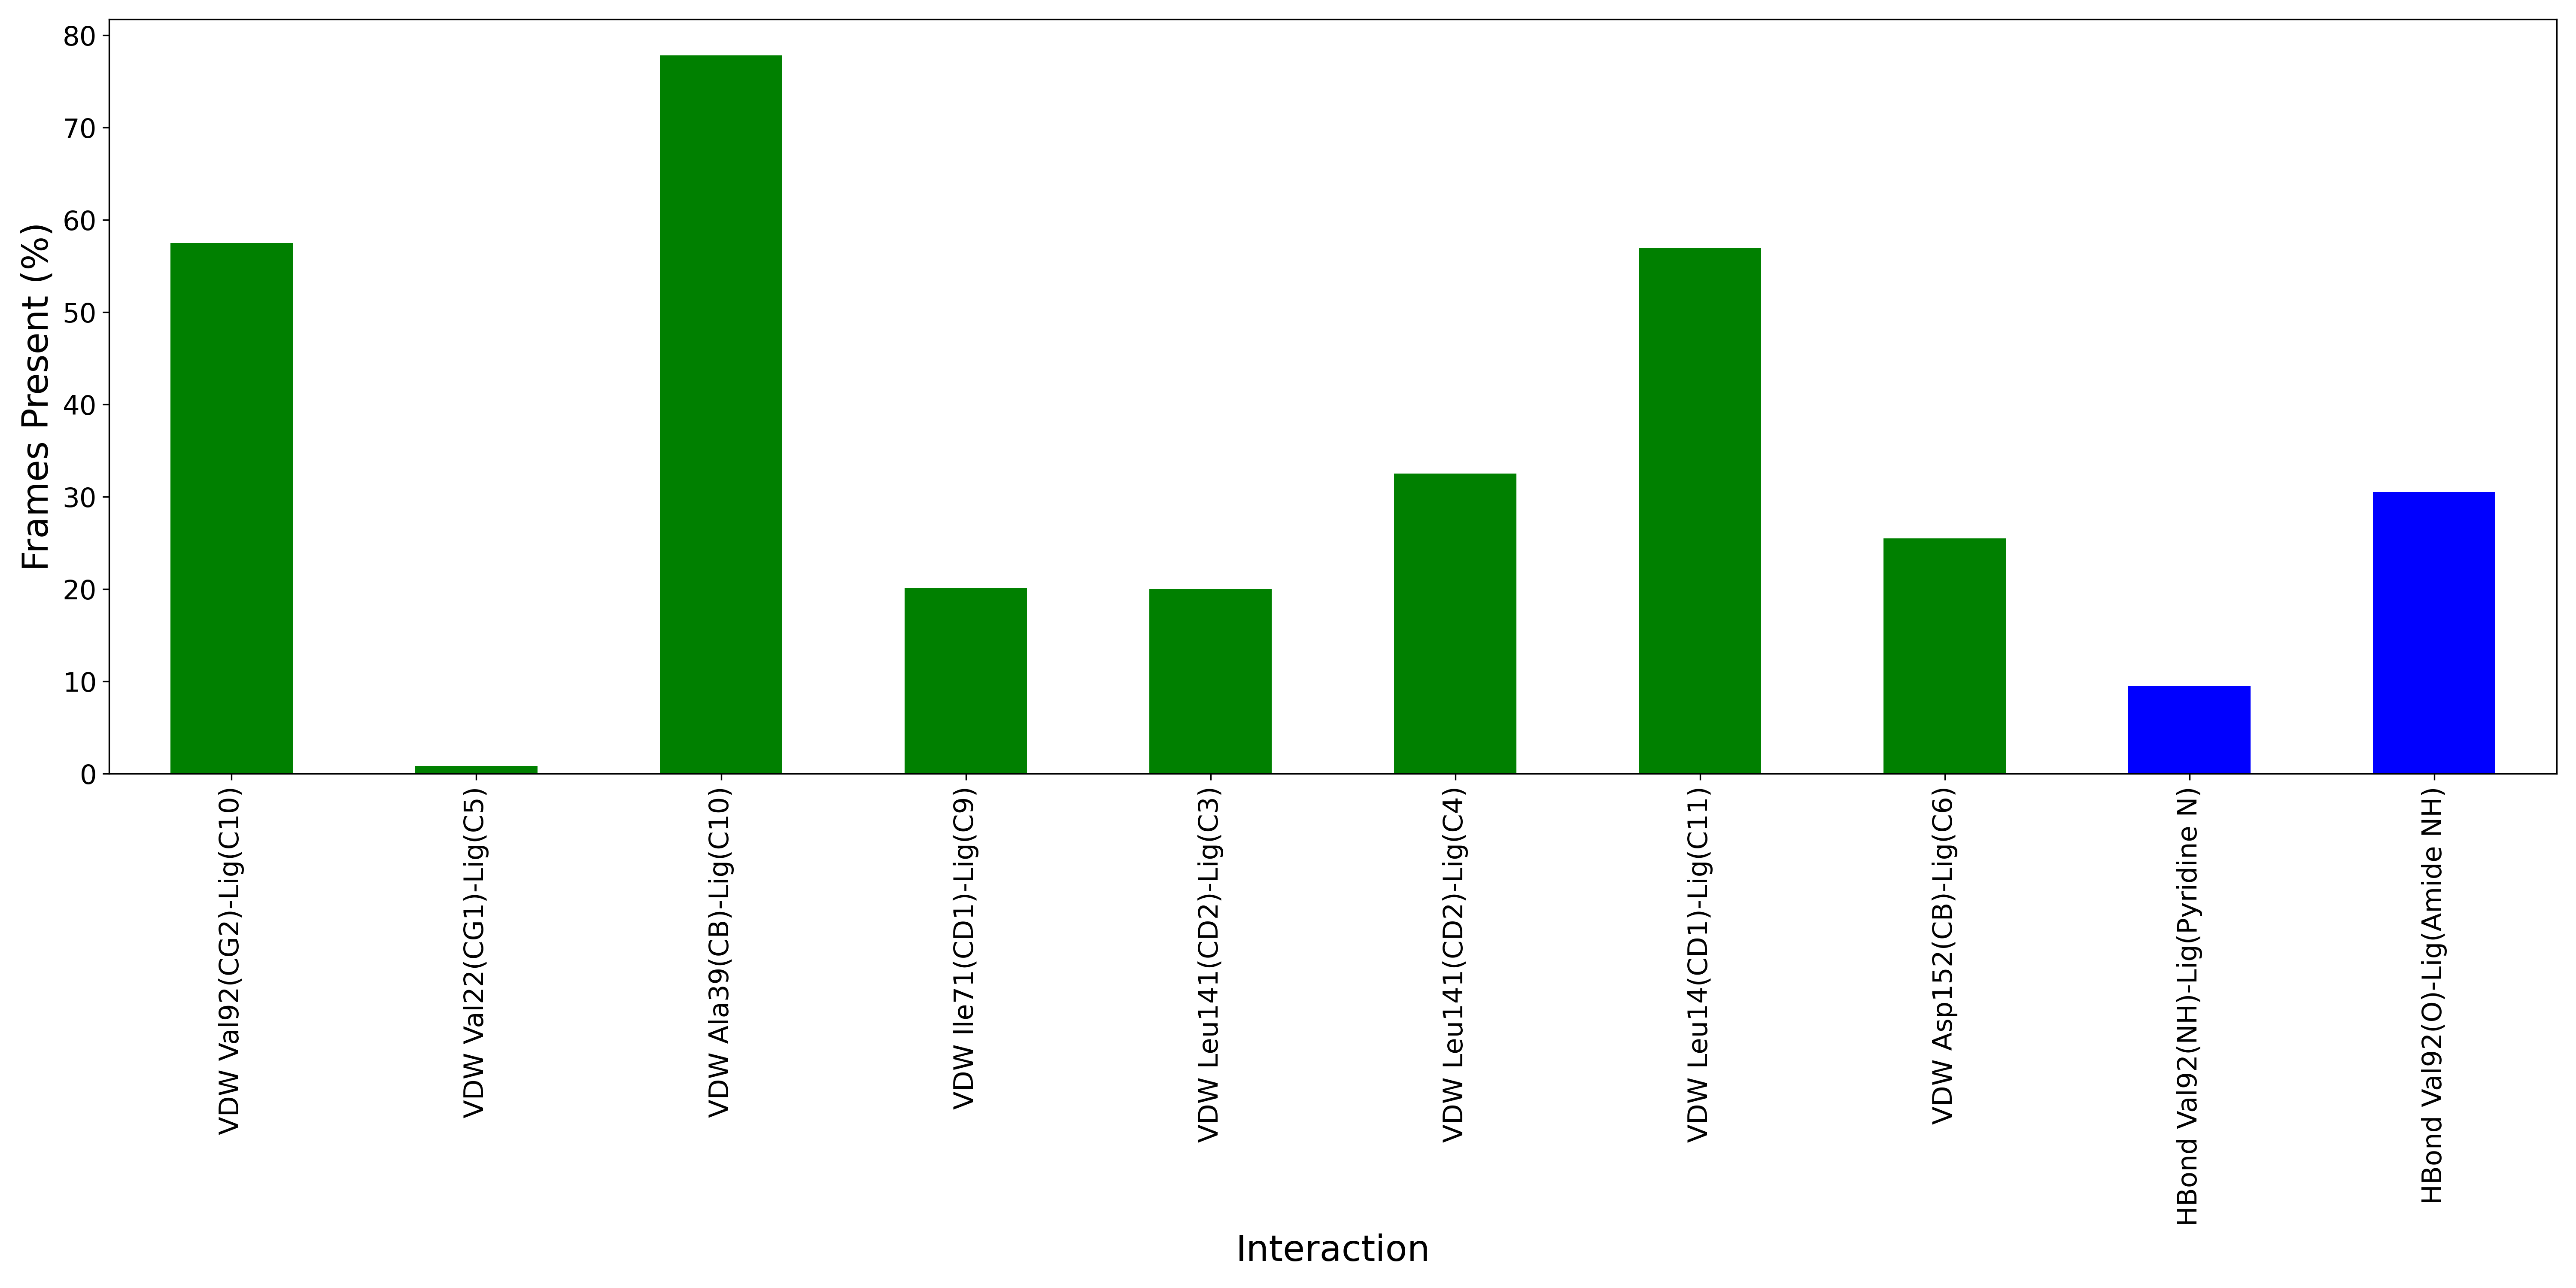 Frames Present (%)
80
70
60
50
40
30
20
10
0
VDW Val92(CG2)-Lig(C10)
VDW Val22(CG1)-Lig(C5)
VDW Ala39(CB)-Lig(C10)
VDW Ile71(CD1)-Lig(C9)
VDW Leu141(CD2)-Lig(C3)
VDW Leu141(CD2)-Lig(C4)
VDW Leu14(CD1)-Lig(C11)
VDW Asp152(CB)-Lig(C6)
HBond Val92(NH)-Lig(Pyridine N)
HBond Val92(O)-Lig(Amide NH)
Interaction